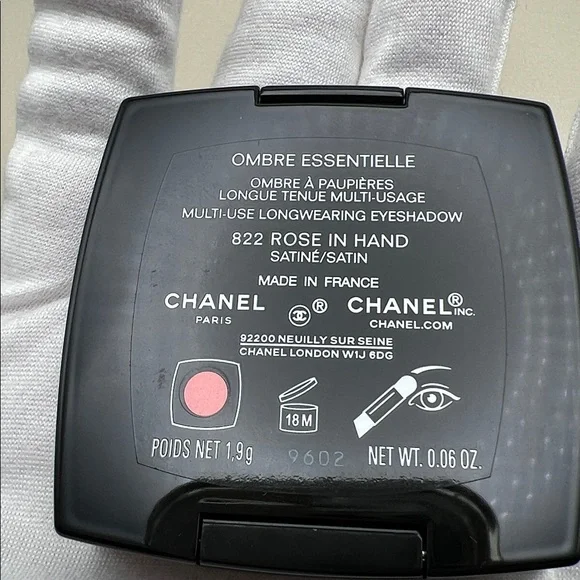 OMBRE ESSENTIELLE
OMBRE À PAUPIÈRES
LONGUE TENUE MULTI-USAGE
MULTI-USE LONGWEARING EYESHADOW
822 ROSE IN HAND
SATINÉ/SATIN
MADE IN FRANCE
CHANEL ® CHANEL® INC.
PARIS CHANEL.COM
92200 NEUILLY SUR SEINE
CHANEL LONDON W1J 6DG
18M
POIDS NET 1,9g 9602 NET WT. 0.06 OZ.